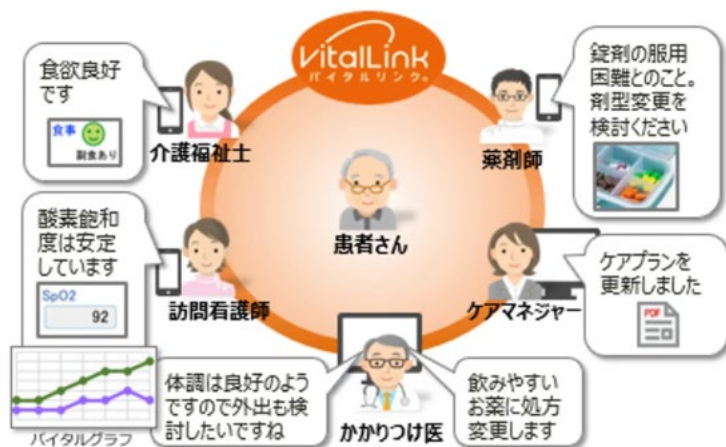 VitalLink
バイタルリンク®
食欲良好
です
食事
副食あり
介護福祉士
錠剤の服用
困難とのこと。
剤型変更を
検討ください
薬剤師
患者さん
酸素飽和
度は安定
しています
SpO2
92
訪問看護師
バイタルグラフ
ケアプランを
更新しました
PDF
ケアマネジャー
体調は良好のよう
ですので外出も検
討したいですね
かかりつけ医
飲みやすい
お薬に処方
変更します